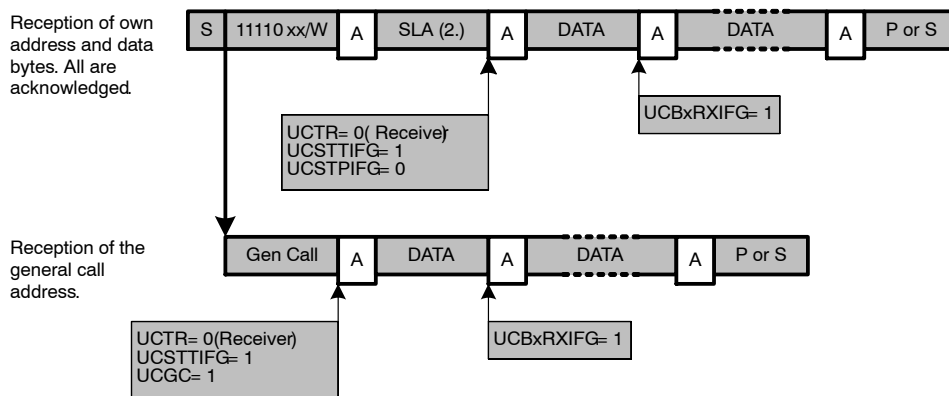 Reception of own
address and data
bytes. All are
acknowledged.
S 11110 xx/W A SLA (2.) A DATA A DATA A P or S
UCTR= 0( Receiver)
UCSTTIFG= 1
UCSTPIFG= 0
UCBxRXIFG= 1
Reception of the
general call
address.
Gen Call A DATA A DATA A P or S
UCTR= 0(Receiver)
UCSTTIFG= 1
UCGC= 1
UCBxRXIFG= 1